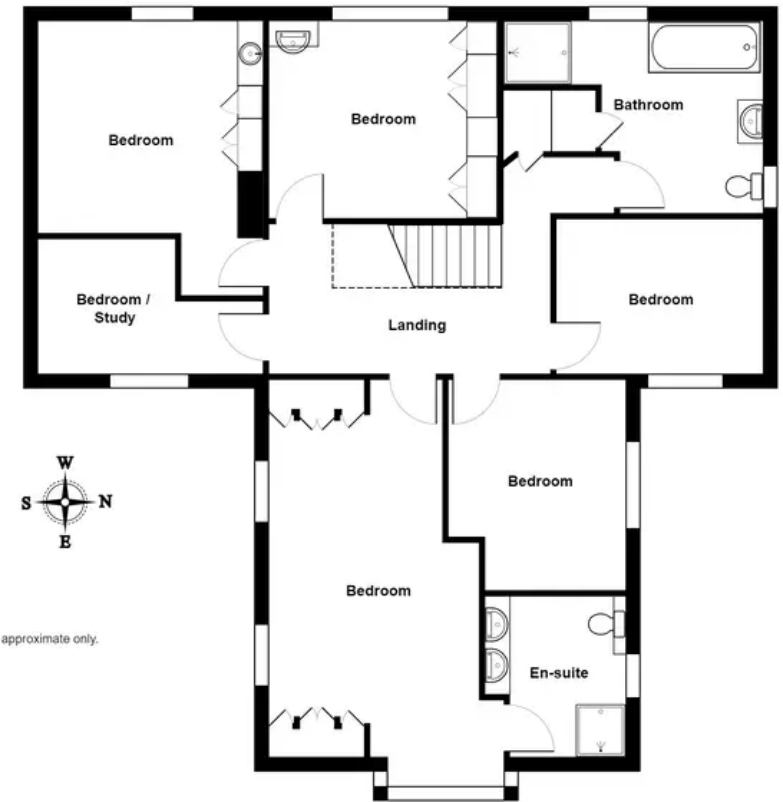 Bathroom
Bedroom
Bedroom
Bedroom /
Study
Bedroom
Landing
W
S N
E
Bedroom
Bedroom
approximate only.
En-suite